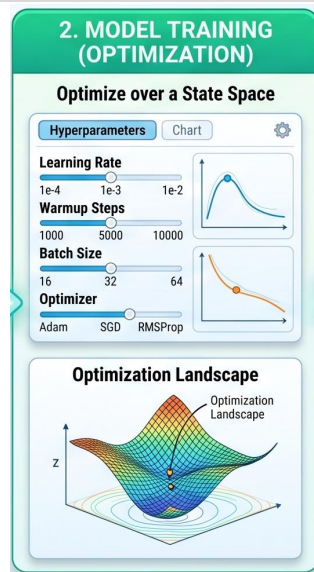 2. MODEL TRAINING
(OPTIMIZATION)
Optimize over a State Space
Hyperparameters Chart
Learning Rate
1e-4 1e-3 1e-2
Warmup Steps
1000 5000 10000
Batch Size
16 32 64
Optimizer
Adam SGD RMSProp
Optimization Landscape
Optimization
Landscape
Z